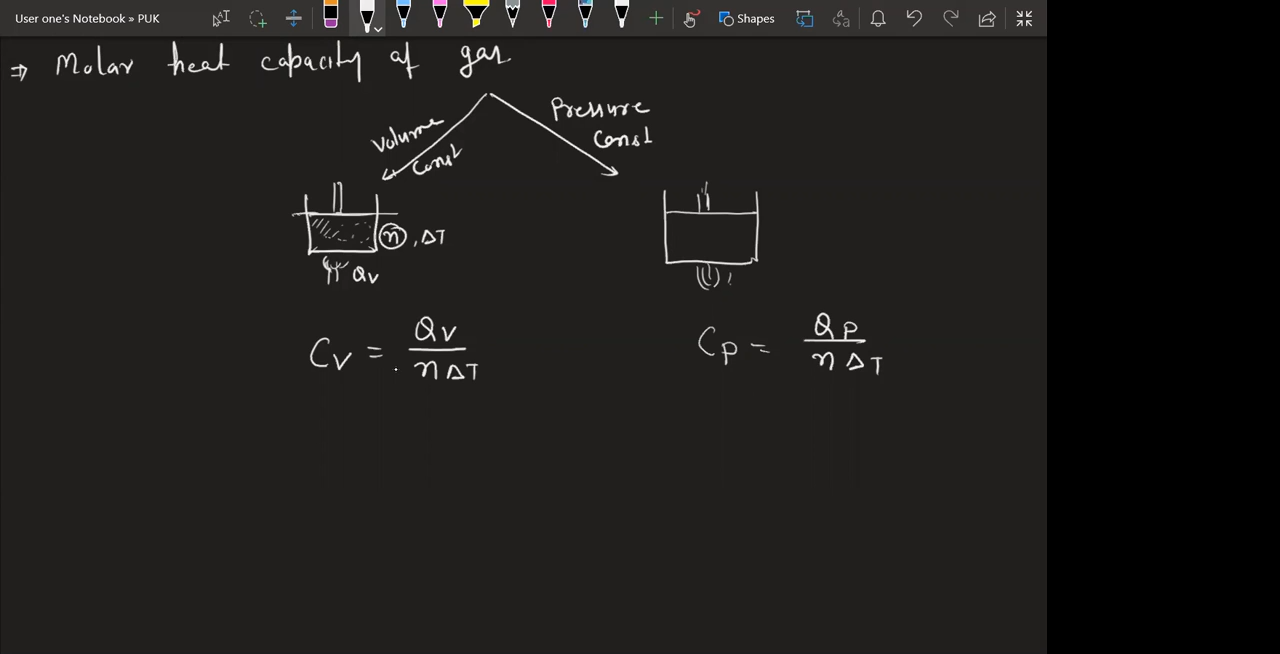 User one's Notebook » PUK
Shapes
⇒ Molar heat capacity of gas
Volume const
Pressure const
n , ΔT
Qv
Cv = Qv / nΔT
Cp = Qp / nΔT